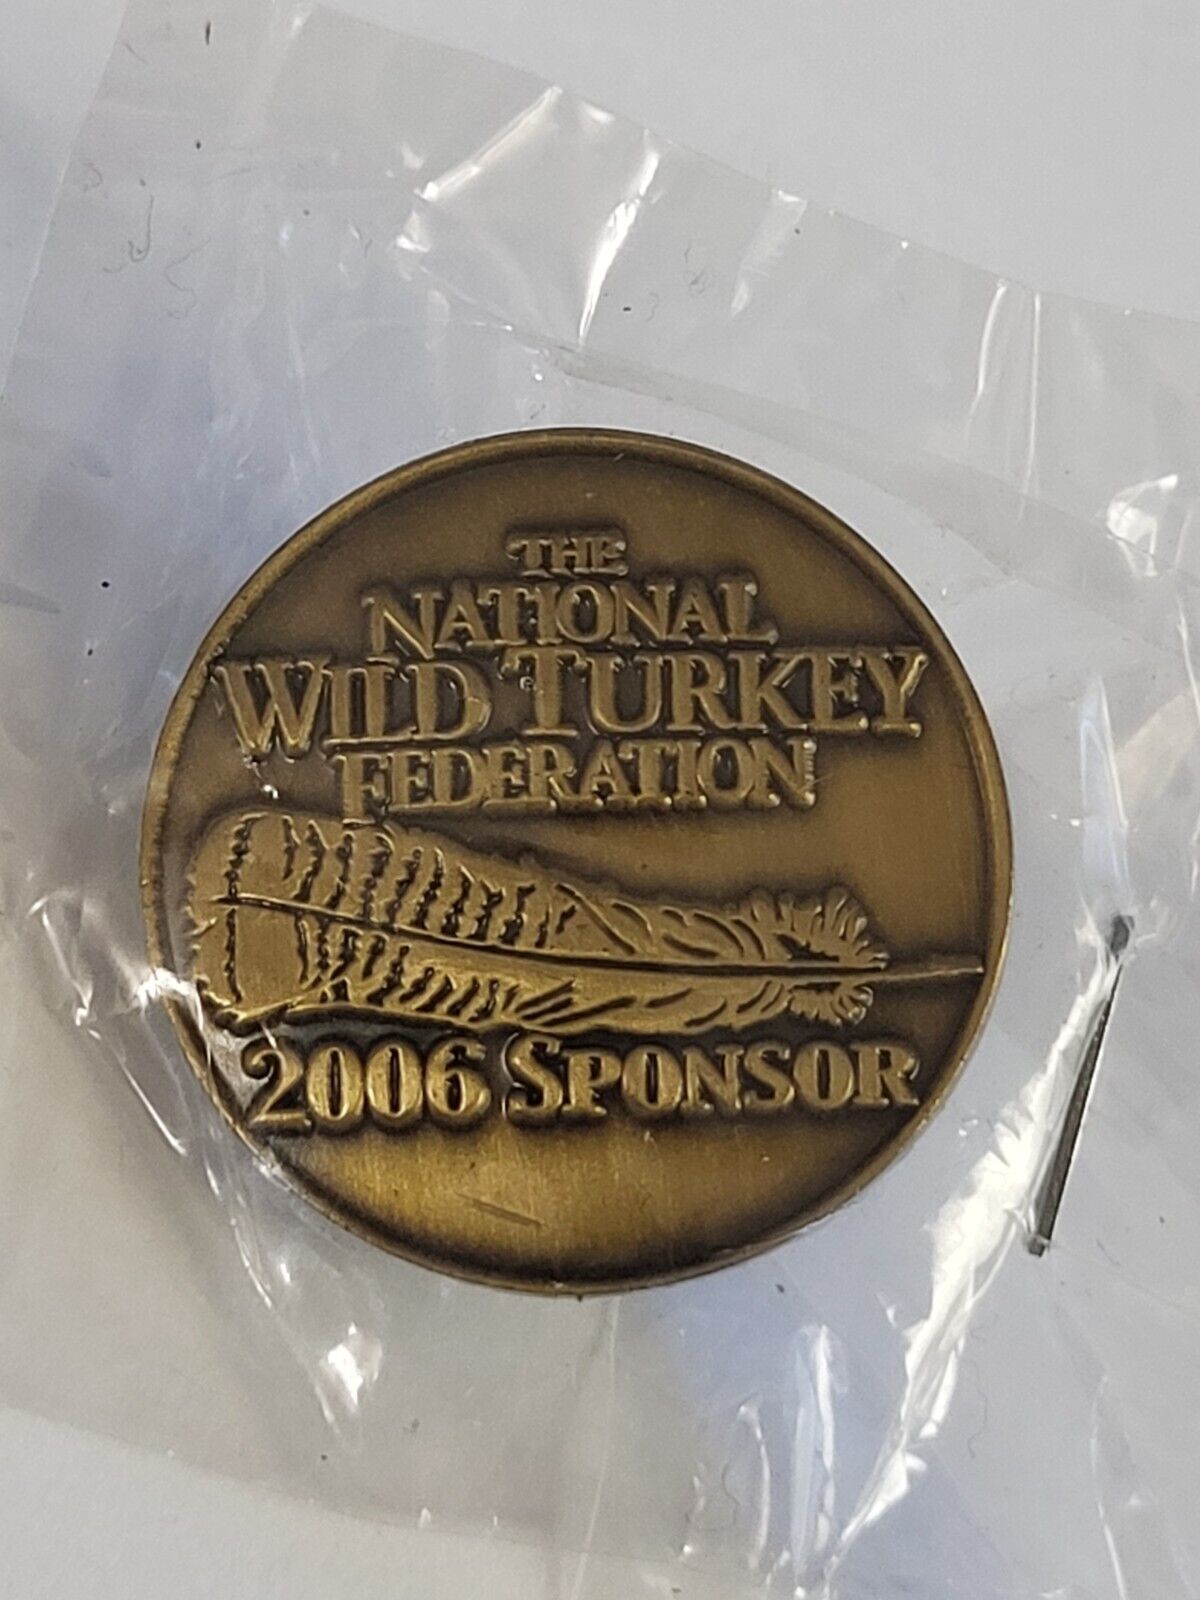 THE
NATIONAL
WILD TURKEY
FEDERATION
2006 SPONSOR